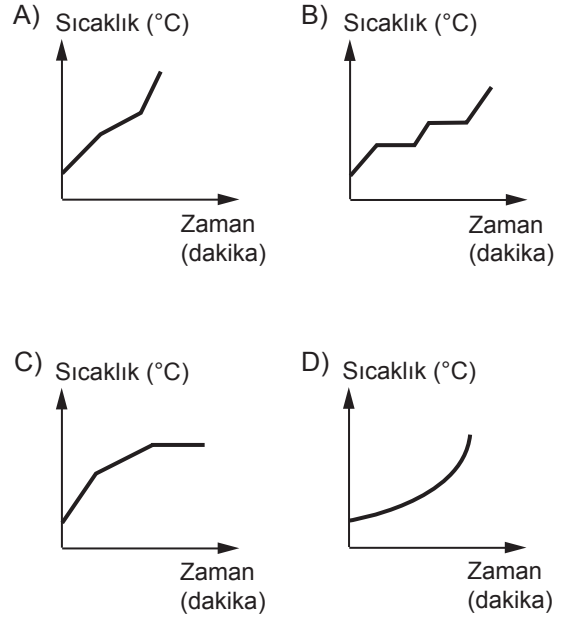 A) Sıcaklık (°C)
Zaman
(dakika)
B) Sıcaklık (°C)
Zaman
(dakika)
C) Sıcaklık (°C)
Zaman
(dakika)
D) Sıcaklık (°C)
Zaman
(dakika)